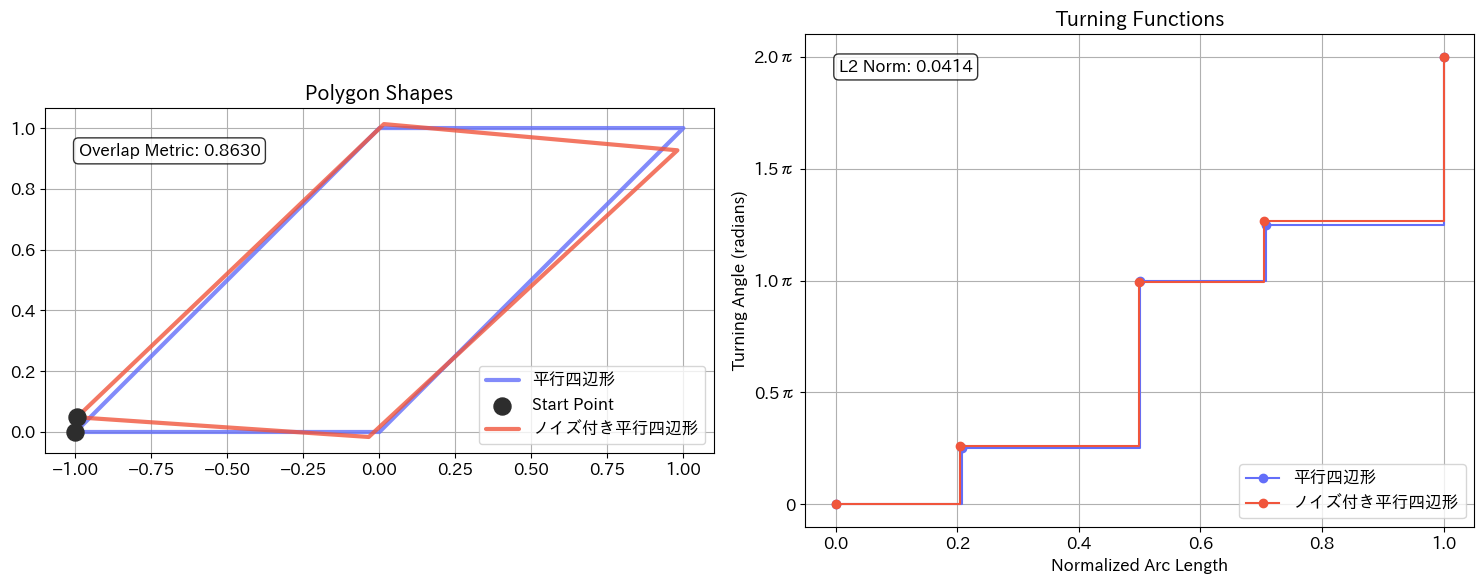 Polygon Shapes
Overlap Metric: 0.8630
1.0
0.8
0.6
0.4
0.2
0.0
−1.00
−0.75
−0.50
−0.25
0.00
0.25
0.50
0.75
1.00
平行四辺形
Start Point
ノイズ付き平行四辺形
Turning Functions
L2 Norm: 0.0414
Turning Angle (radians)
2.0π
1.5π
1.0π
0.5π
0
0.0
0.2
0.4
0.6
0.8
1.0
Normalized Arc Length
平行四辺形
ノイズ付き平行四辺形